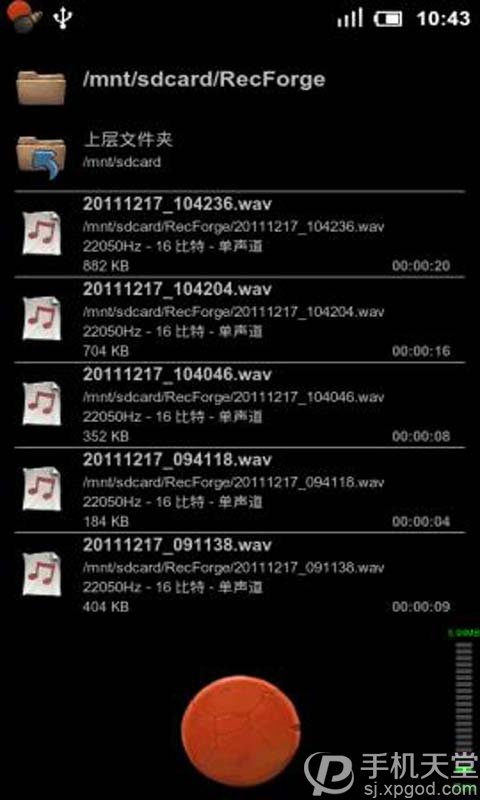 10:43
/mnt/sdcard/RecForge
上层文件夹
/mnt/sdcard
20111217_104236.wav
/mnt/sdcard/RecForge/20111217_104236.wav
22050Hz - 16 比特 - 单声道
882 KB 00:00:20
20111217_104204.wav
/mnt/sdcard/RecForge/20111217_104204.wav
22050Hz - 16 比特 - 单声道
704 KB 00:00:16
20111217_104046.wav
/mnt/sdcard/RecForge/20111217_104046.wav
22050Hz - 16 比特 - 单声道
352 KB 00:00:08
20111217_094118.wav
/mnt/sdcard/RecForge/20111217_094118.wav
22050Hz - 16 比特 - 单声道
184 KB 00:00:04
20111217_091138.wav
/mnt/sdcard/RecForge/20111217_091138.wav
22050Hz - 16 比特 - 单声道
404 KB 00:00:09
手机天堂
sj.xpgod.com